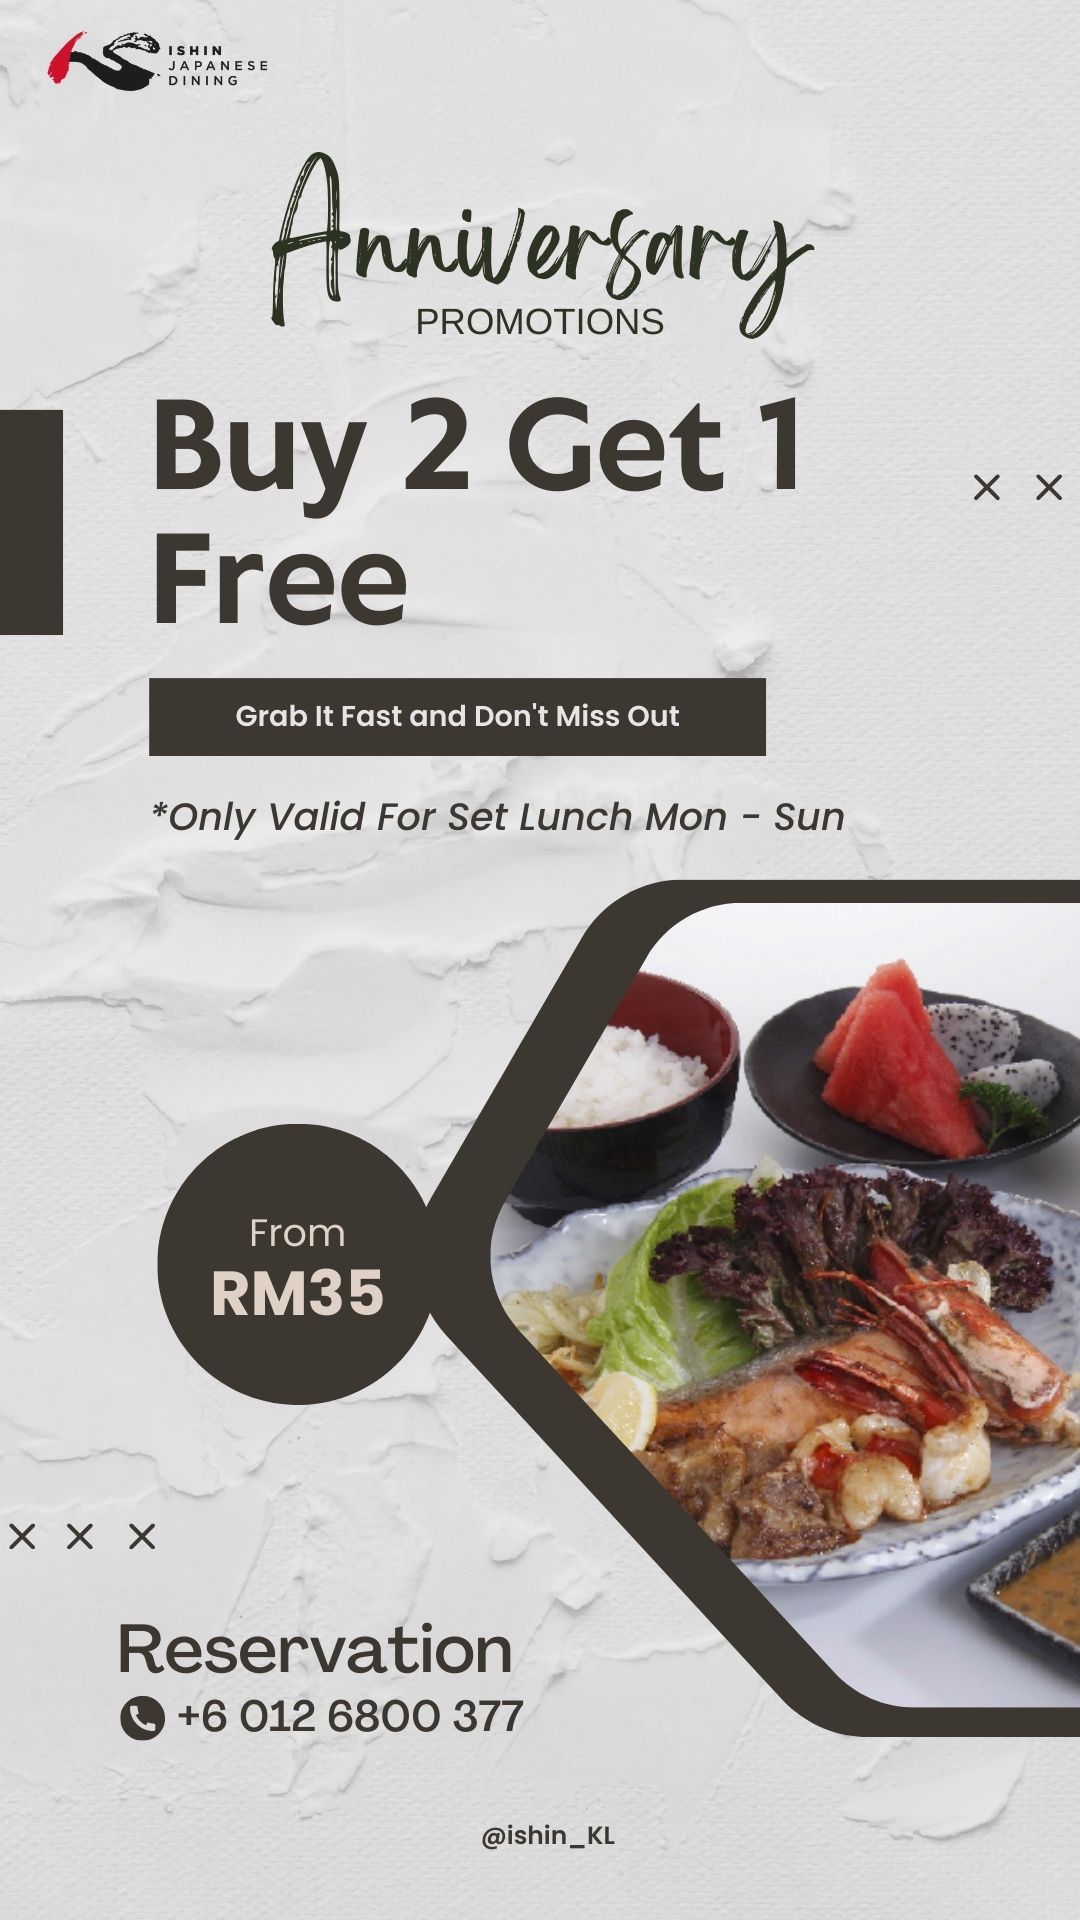 ISHIN
JAPANESE
DINING
Anniversary
PROMOTIONS
Buy 2 Get 1
Free
Grab It Fast and Don't Miss Out
*Only Valid For Set Lunch Mon - Sun
From
RM35
Reservation
+6 012 6800 377
@ishin_KL